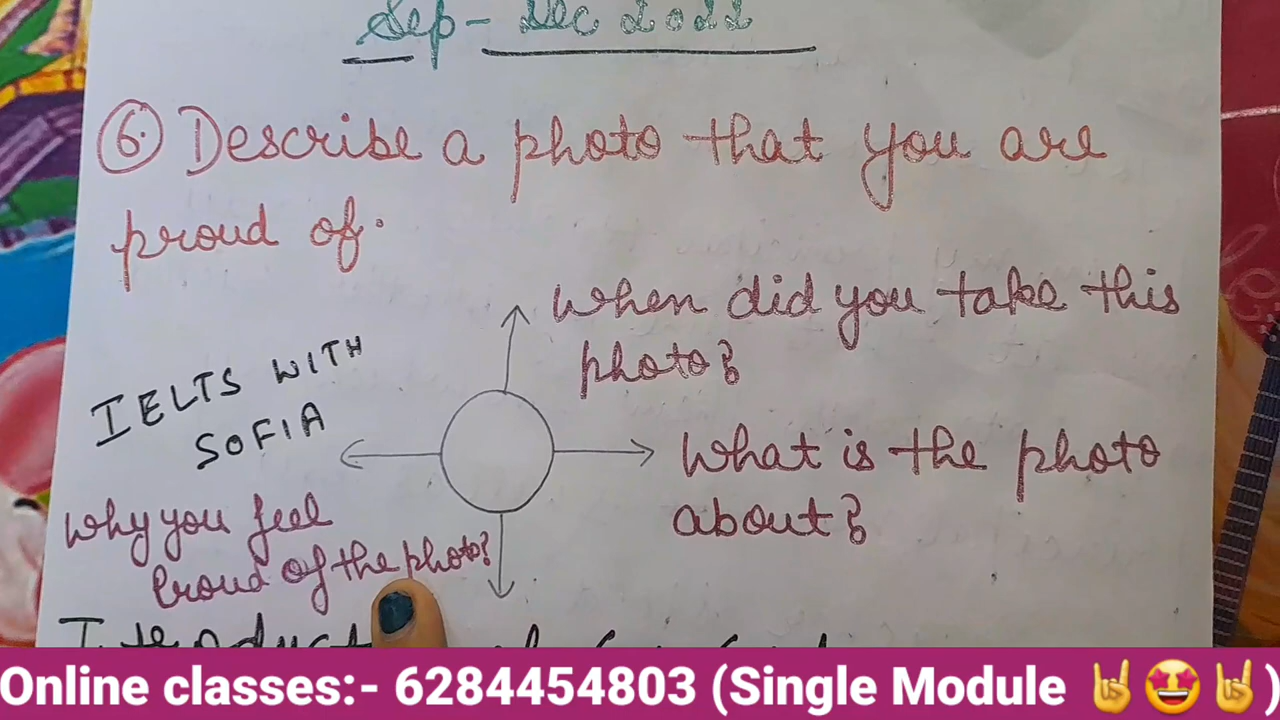 Sep - Dec 2022
6. Describe a photo that you are
proud of.
When did you take this
photo?
IELTS WITH
SOFIA
What is the photo
about?
Why you feel
Proud of the photo?
Online classes:- 6284454803 (Single Module 🤘🤩🤘)